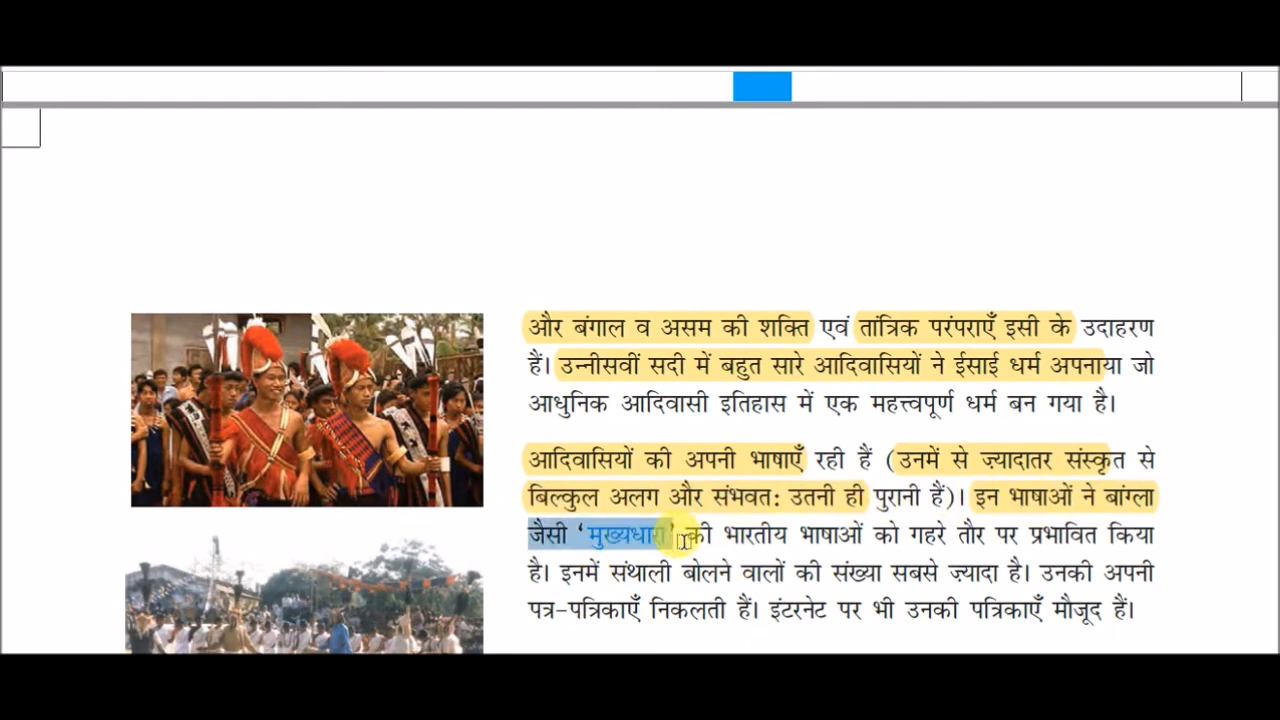 और बंगाल व असम की शक्ति एवं तांत्रिक परंपराएँ इसी के उदाहरण
हैं। उन्नीसवीं सदी में बहुत सारे आदिवासियों ने ईसाई धर्म अपनाया जो
आधुनिक आदिवासी इतिहास में एक महत्त्वपूर्ण धर्म बन गया है।
आदिवासियों की अपनी भाषाएँ रही हैं (उनमें से ज़्यादातर संस्कृत से
बिल्कुल अलग और संभवत: उतनी ही पुरानी हैं)। इन भाषाओं ने बांग्ला
जैसी ‘मुख्यधारा’ की भारतीय भाषाओं को गहरे तौर पर प्रभावित किया
है। इनमें संथाली बोलने वालों की संख्या सबसे ज़्यादा है। उनकी अपनी
पत्र-पत्रिकाएँ निकलती हैं। इंटरनेट पर भी उनकी पत्रिकाएँ मौजूद हैं।